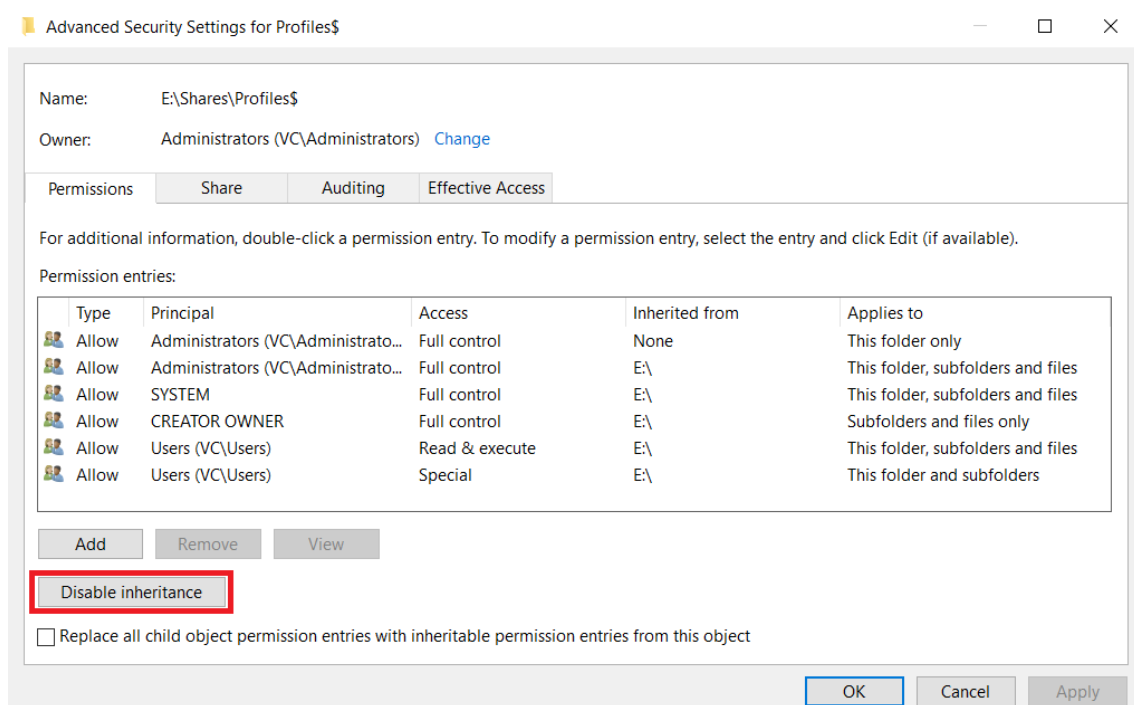 Advanced Security Settings for Profiles$
Name: E:\Shares\Profiles$
Owner: Administrators (VC\Administrators) Change
Permissions Share Auditing Effective Access
For additional information, double-click a permission entry. To modify a permission entry, select the entry and click Edit (if available).
Permission entries:
Type Principal Access Inherited from Applies to
Allow Administrators (VC\Administrato... Full control None This folder only
Allow Administrators (VC\Administrato... Full control E:\ This folder, subfolders and files
Allow SYSTEM Full control E:\ This folder, subfolders and files
Allow CREATOR OWNER Full control E:\ Subfolders and files only
Allow Users (VC\Users) Read & execute E:\ This folder, subfolders and files
Allow Users (VC\Users) Special E:\ This folder and subfolders
Add Remove View
Disable inheritance
Replace all child object permission entries with inheritable permission entries from this object
OK Cancel Apply